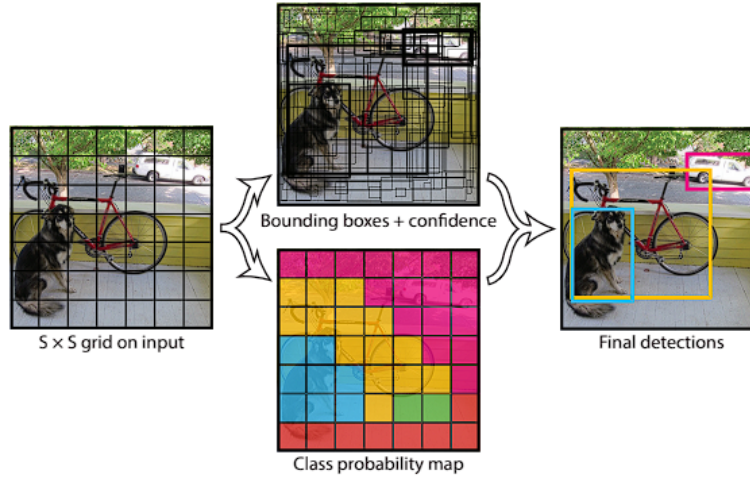 S × S grid on input
Bounding boxes + confidence
Class probability map
Final detections